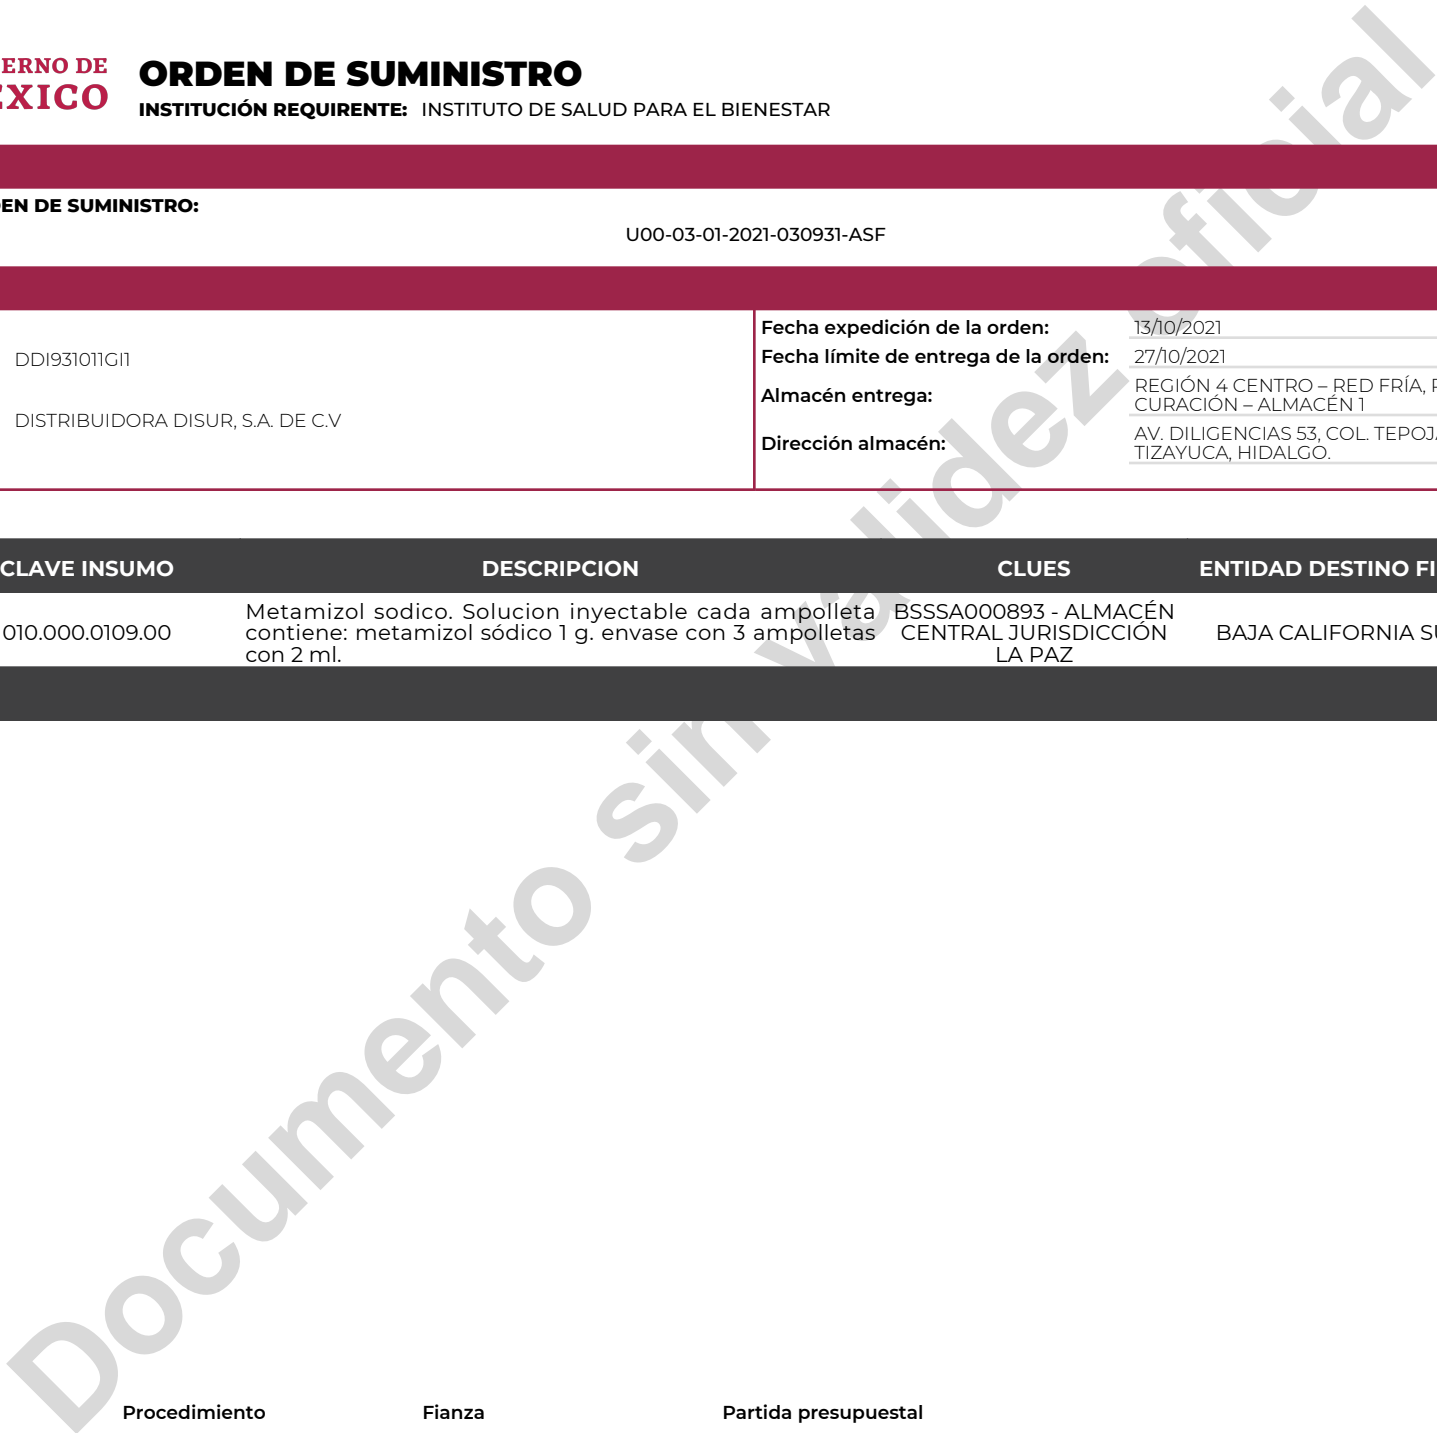 ERNO DE
ORDEN DE SUMINISTRO
XICO
INSTITUCIÓN REQUIRENTE: INSTITUTO DE SALUD PARA EL BIENESTAR
EN DE SUMINISTRO:
U00-03-01-2021-030931-ASF
DDI931011GI1
DISTRIBUIDORA DISUR, S.A. DE C.V
Fecha expedición de la orden: 13/10/2021
Fecha límite de entrega de la orden: 27/10/2021
Almacén entrega:
REGIÓN 4 CENTRO – RED FRÍA,
CURACIÓN – ALMACÉN 1
Dirección almacén:
AV. DILIGENCIAS 53, COL. TEPOJ
TIZAYUCA, HIDALGO.
CLAVE INSUMO DESCRIPCION CLUES ENTIDAD DESTINO FI
010.000.0109.00
Metamizol sodico. Solucion inyectable cada ampolleta
contiene: metamizol sódico 1 g. envase con 3 ampolletas
con 2 ml.
BSSSA000893 - ALMACÉN
CENTRAL JURISDICCIÓN
LA PAZ
BAJA CALIFORNIA S
Documento sin validez oficial
Procedimiento Fianza Partida presupuestal